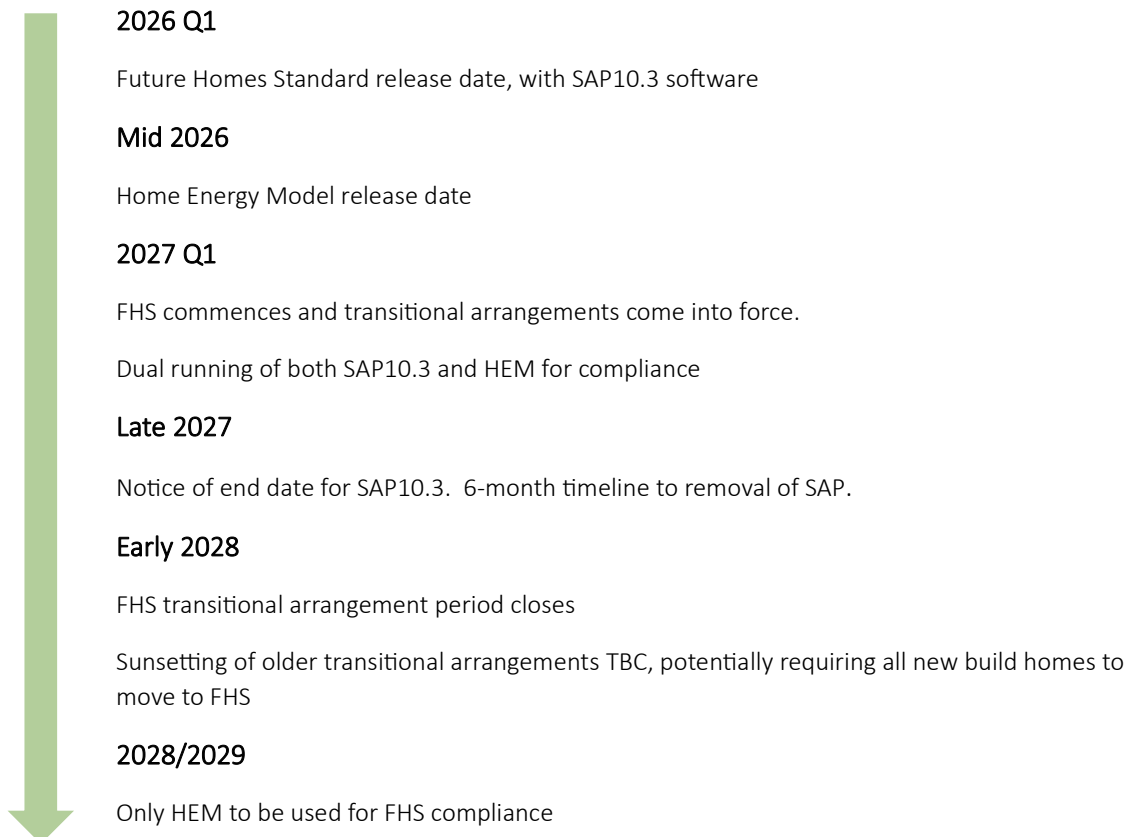 2026 Q1
Future Homes Standard release date, with SAP10.3 software
Mid 2026
Home Energy Model release date
2027 Q1
FHS commences and transitional arrangements come into force.
Dual running of both SAP10.3 and HEM for compliance
Late 2027
Notice of end date for SAP10.3.  6-month timeline to removal of SAP.
Early 2028
FHS transitional arrangement period closes
Sunsetting of older transitional arrangements TBC, potentially requiring all new build homes to
move to FHS
2028/2029
Only HEM to be used for FHS compliance